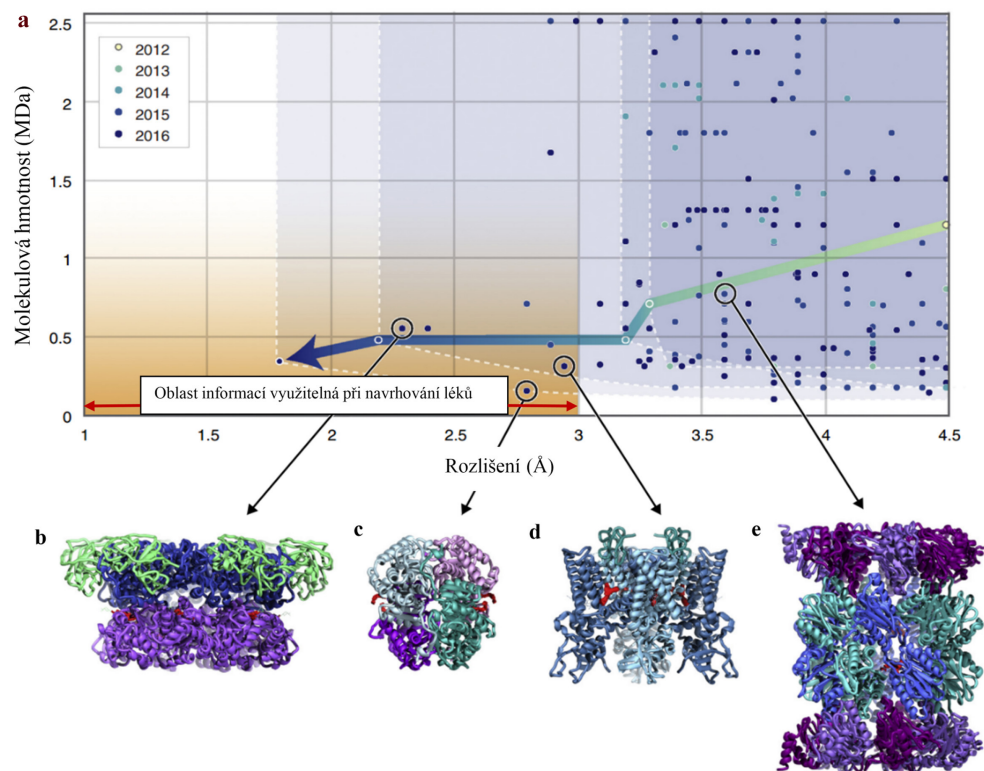 a
2.5
2
1.5
1
0.5
0
Molekulová hmotnost (MDa)
2012
2013
2014
2015
2016
Oblast informací využitelná při navrhování léků
1
1.5
2
2.5
3
3.5
4
4.5
Rozlišení (Å)
b
c
d
e